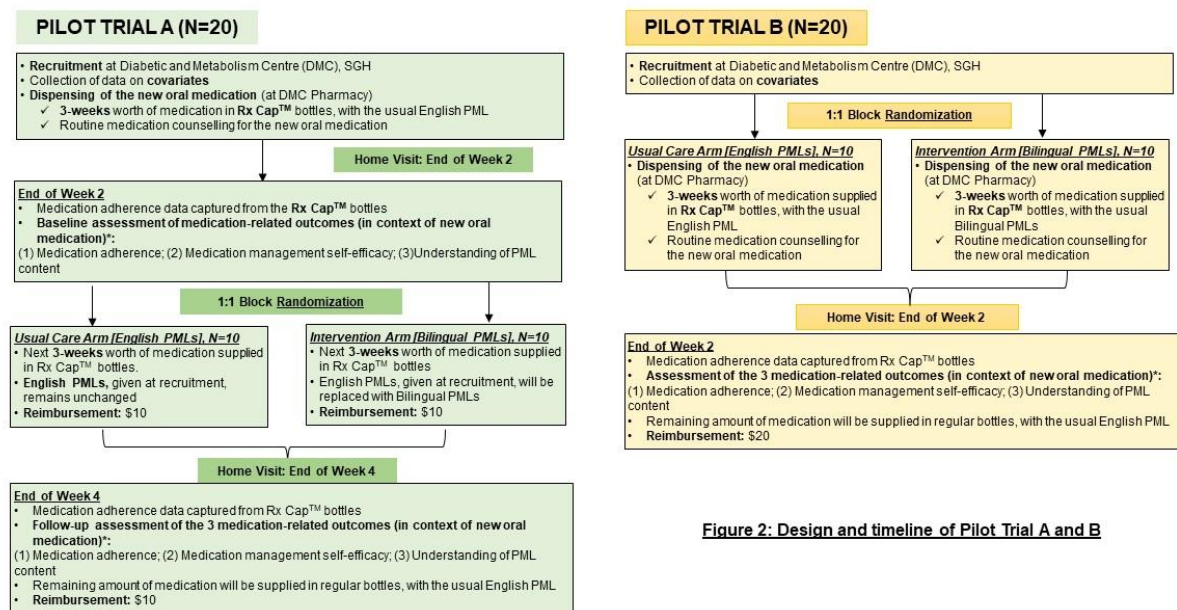 PILOT TRIAL A (N=20)
• Recruitment at Diabetic and Metabolism Centre (DMC), SGH
• Collection of data on covariates
• Dispensing of the new oral medication (at DMC Pharmacy)
✓ 3-weeks worth of medication in Rx Cap™ bottles, with the usual English PML
✓ Routine medication counselling for the new oral medication
Home Visit: End of Week 2
End of Week 2
• Medication adherence data captured from the Rx Cap™ bottles
• Baseline assessment of medication-related outcomes (in context of new oral
medication)*:
(1) Medication adherence; (2) Medication management self-efficacy; (3)Understanding of PML
content
1:1 Block Randomization
Usual Care Arm [English PMLs], N=10
• Next 3-weeks worth of medication supplied
in Rx Cap™ bottles.
• English PMLs, given at recruitment,
remains unchanged
• Reimbursement: $10
Intervention Arm [Bilingual PMLs], N=10
• Next 3-weeks worth of medication supplied
in Rx Cap™ bottles
• English PMLs, given at recruitment, will be
replaced with Bilingual PMLs
• Reimbursement: $10
Home Visit: End of Week 4
End of Week 4
• Medication adherence data captured from Rx Cap™ bottles
• Follow-up assessment of the 3 medication-related outcomes (in context of new oral
medication)*:
(1) Medication adherence; (2) Medication management self-efficacy; (3) Understanding of PML
content
• Remaining amount of medication will be supplied in regular bottles, with the usual English PML
• Reimbursement: $10
PILOT TRIAL B (N=20)
• Recruitment at Diabetic and Metabolism Centre (DMC), SGH
• Collection of data on covariates
1:1 Block Randomization
Usual Care Arm [English PMLs], N=10
• Dispensing of the new oral medication
(at DMC Pharmacy)
✓ 3-weeks worth of medication supplied
in Rx Cap™ bottles, with the usual
English PML
✓ Routine medication counselling for
the new oral medication
Intervention Arm [Bilingual PMLs], N=10
• Dispensing of the new oral medication
(at DMC Pharmacy)
✓ 3-weeks worth of medication supplied
in Rx Cap™ bottles, with the usual
Bilingual PMLs
✓ Routine medication counselling for
the new oral medication
Home Visit: End of Week 2
End of Week 2
• Medication adherence data captured from Rx Cap™ bottles
• Assessment of the 3 medication-related outcomes (in context of new oral medication)*:
(1) Medication adherence; (2) Medication management self-efficacy; (3) Understanding of PML
content
• Remaining amount of medication will be supplied in regular bottles, with the usual English PML
• Reimbursement: $20
Figure 2: Design and timeline of Pilot Trial A and B